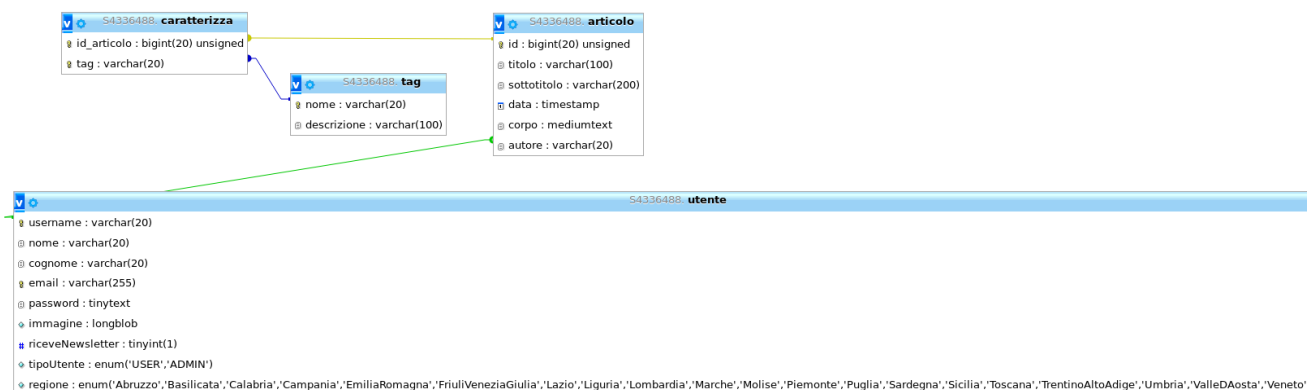 S4336488. caratterizza
id_articolo : bigint(20) unsigned
tag : varchar(20)
S4336488. tag
nome : varchar(20)
descrizione : varchar(100)
S4336488. articolo
id : bigint(20) unsigned
titolo : varchar(100)
sottotitolo : varchar(200)
data : timestamp
corpo : mediumtext
autore : varchar(20)
S4336488. utente
username : varchar(20)
nome : varchar(20)
cognome : varchar(20)
email : varchar(255)
password : tinytext
immagine : longblob
riceveNewsletter : tinyint(1)
tipoUtente : enum('USER','ADMIN')
regione : enum('Abruzzo','Basilicata','Calabria','Campania','EmiliaRomagna','FriuliVeneziaGiulia','Lazio','Liguria','Lombardia','Marche','Molise','Piemonte','Puglia','Sardegna','Sicilia','Toscana','TrentinoAltoAdige','Umbria','ValleDAosta','Veneto'